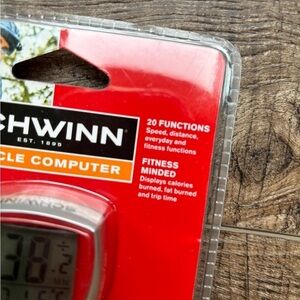 CHWINN
EST. 1895
CLE COMPUTER
20 FUNCTIONS
Speed, distance,
everyday and
fitness functions
FITNESS
MINDED
Displays calories
burned, fat burned
and trip time